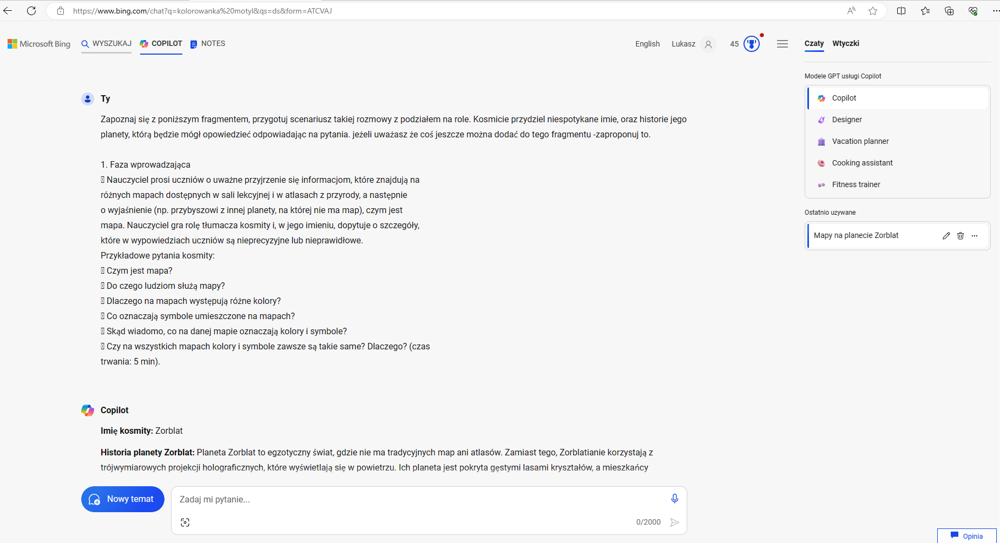 https://www.bing.com/chat?q=kolorowanka%20motyl&qs=ds&form=ATCVAJ
Microsoft Bing
WYSZUKAJ
COPILOT
NOTES
English
Lukasz
45
Czaty
Wtyczki
Ty
Zapoznaj się z poniższym fragmentem, przygotuj scenariusz takiej rozmowy z podziałem na role. Kosmicie przydziel niespotykane imie, oraz historie jego
planety, którą będzie mógł opowiedzieć odpowiadając na pytania. jeżeli uważasz że coś jeszcze można dodać do tego fragmentu -zaproponuj to.
1. Faza wprowadzająca
Nauczyciel prosi uczniów o uważne przyjrzenie się informacjom, które znajdują na
różnych mapach dostępnych w sali lekcyjnej i w atlasach z przyrody, a następnie
o wyjaśnienie (np. przybyszowi z innej planety, na której nie ma map), czym jest
mapa. Nauczyciel gra rolę tłumacza kosmity i, w jego imieniu, dopytuje o szczegóły,
które w wypowiedziach uczniów są nieprecyzyjne lub nieprawidłowe.
Przykładowe pytania kosmity:
Czym jest mapa?
Do czego ludziom służą mapy?
Dlaczego na mapach występują różne kolory?
Co oznaczają symbole umieszczone na mapach?
Skąd wiadomo, co na danej mapie oznaczają kolory i symbole?
Czy na wszystkich mapach kolory i symbole zawsze są takie same? Dlaczego? (czas
trwania: 5 min).
Copilot
Imię kosmity: Zorblat
Historia planety Zorblat: Planeta Zorblat to egzotyczny świat, gdzie nie ma tradycyjnych map ani atlasów. Zamiast tego, Zorblatianie korzystają z
trójwymiarowych projekcji holograficznych, które wyświetlają się w powietrzu. Ich planeta jest pokryta gęstymi lasami kryształów, a mieszkańcy
Nowy temat
Zadaj mi pytanie...
0/2000
Modele GPT usługi Copilot
Copilot
Designer
Vacation planner
Cooking assistant
Fitness trainer
Ostatnio używane
Mapy na planecie Zorblat
Opinia